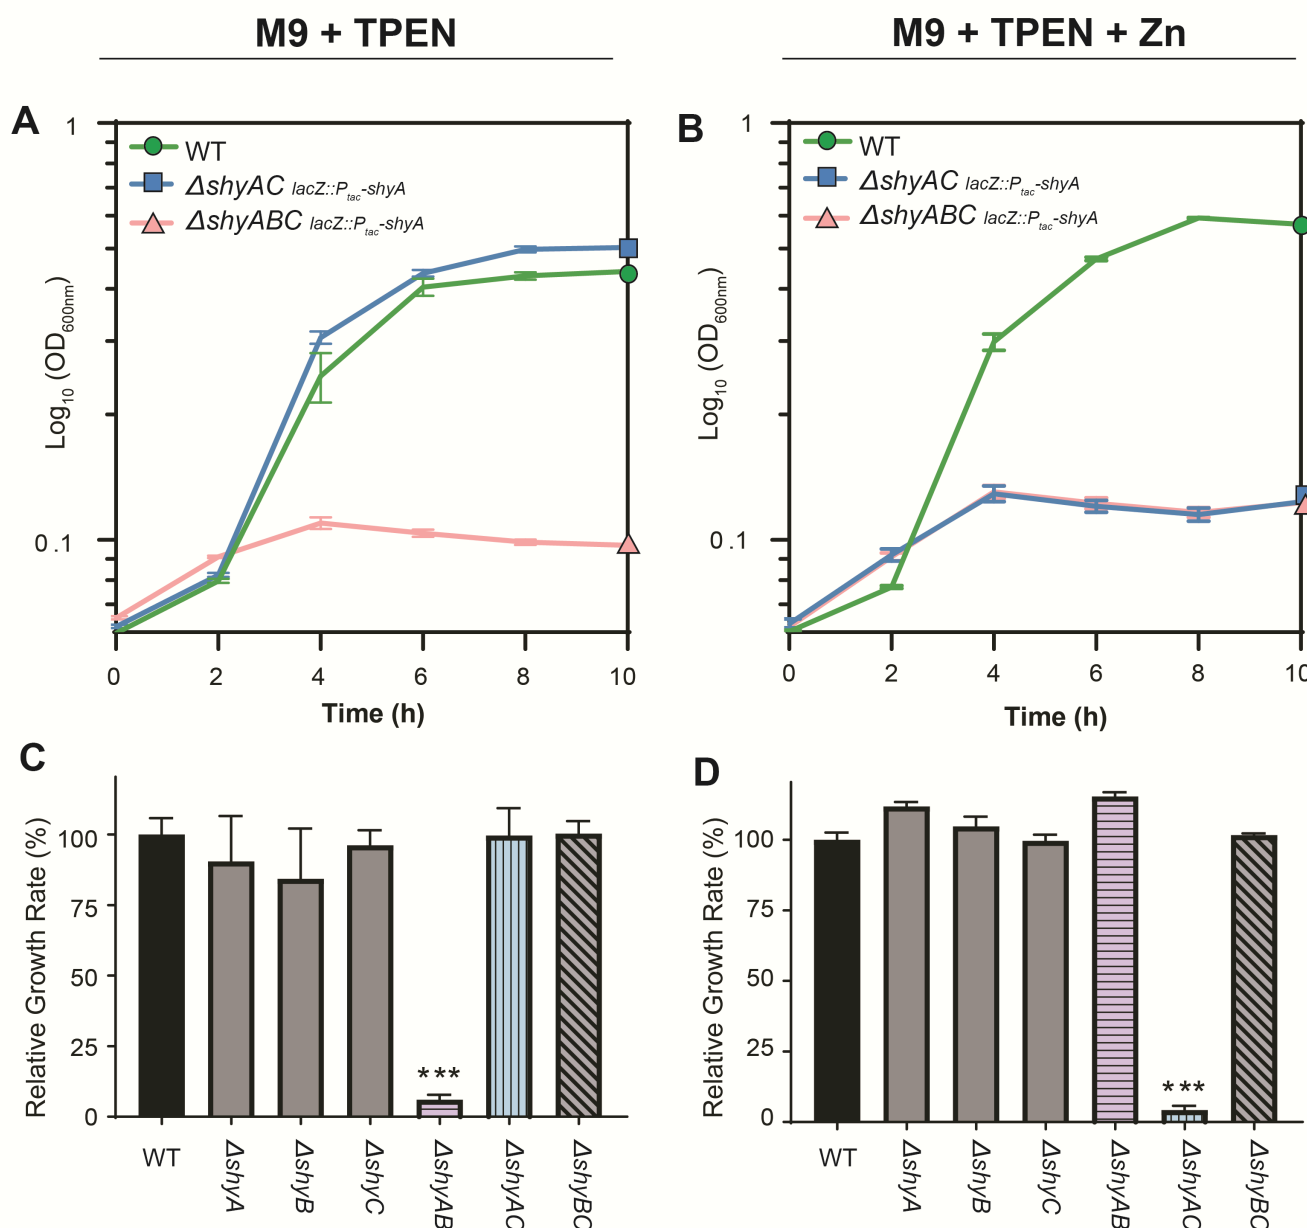 M9 + TPEN
M9 + TPEN + Zn
A
1
WT
ΔshyAC lacZ::Ptac-shyA
ΔshyABC lacZ::Ptac-shyA
Log10 (OD600nm)
0.1
0 2 4 6 8 10
Time (h)
B
1
WT
ΔshyAC lacZ::Ptac-shyA
ΔshyABC lacZ::Ptac-shyA
Log10 (OD600nm)
0.1
0 2 4 6 8 10
Time (h)
C
Relative Growth Rate (%)
100
75
50
25
0
***
WT ΔshyA ΔshyB ΔshyC ΔshyAB ΔshyAC ΔshyBC
D
Relative Growth Rate (%)
100
75
50
25
0
***
WT ΔshyA ΔshyB ΔshyC ΔshyAB ΔshyAC ΔshyBC